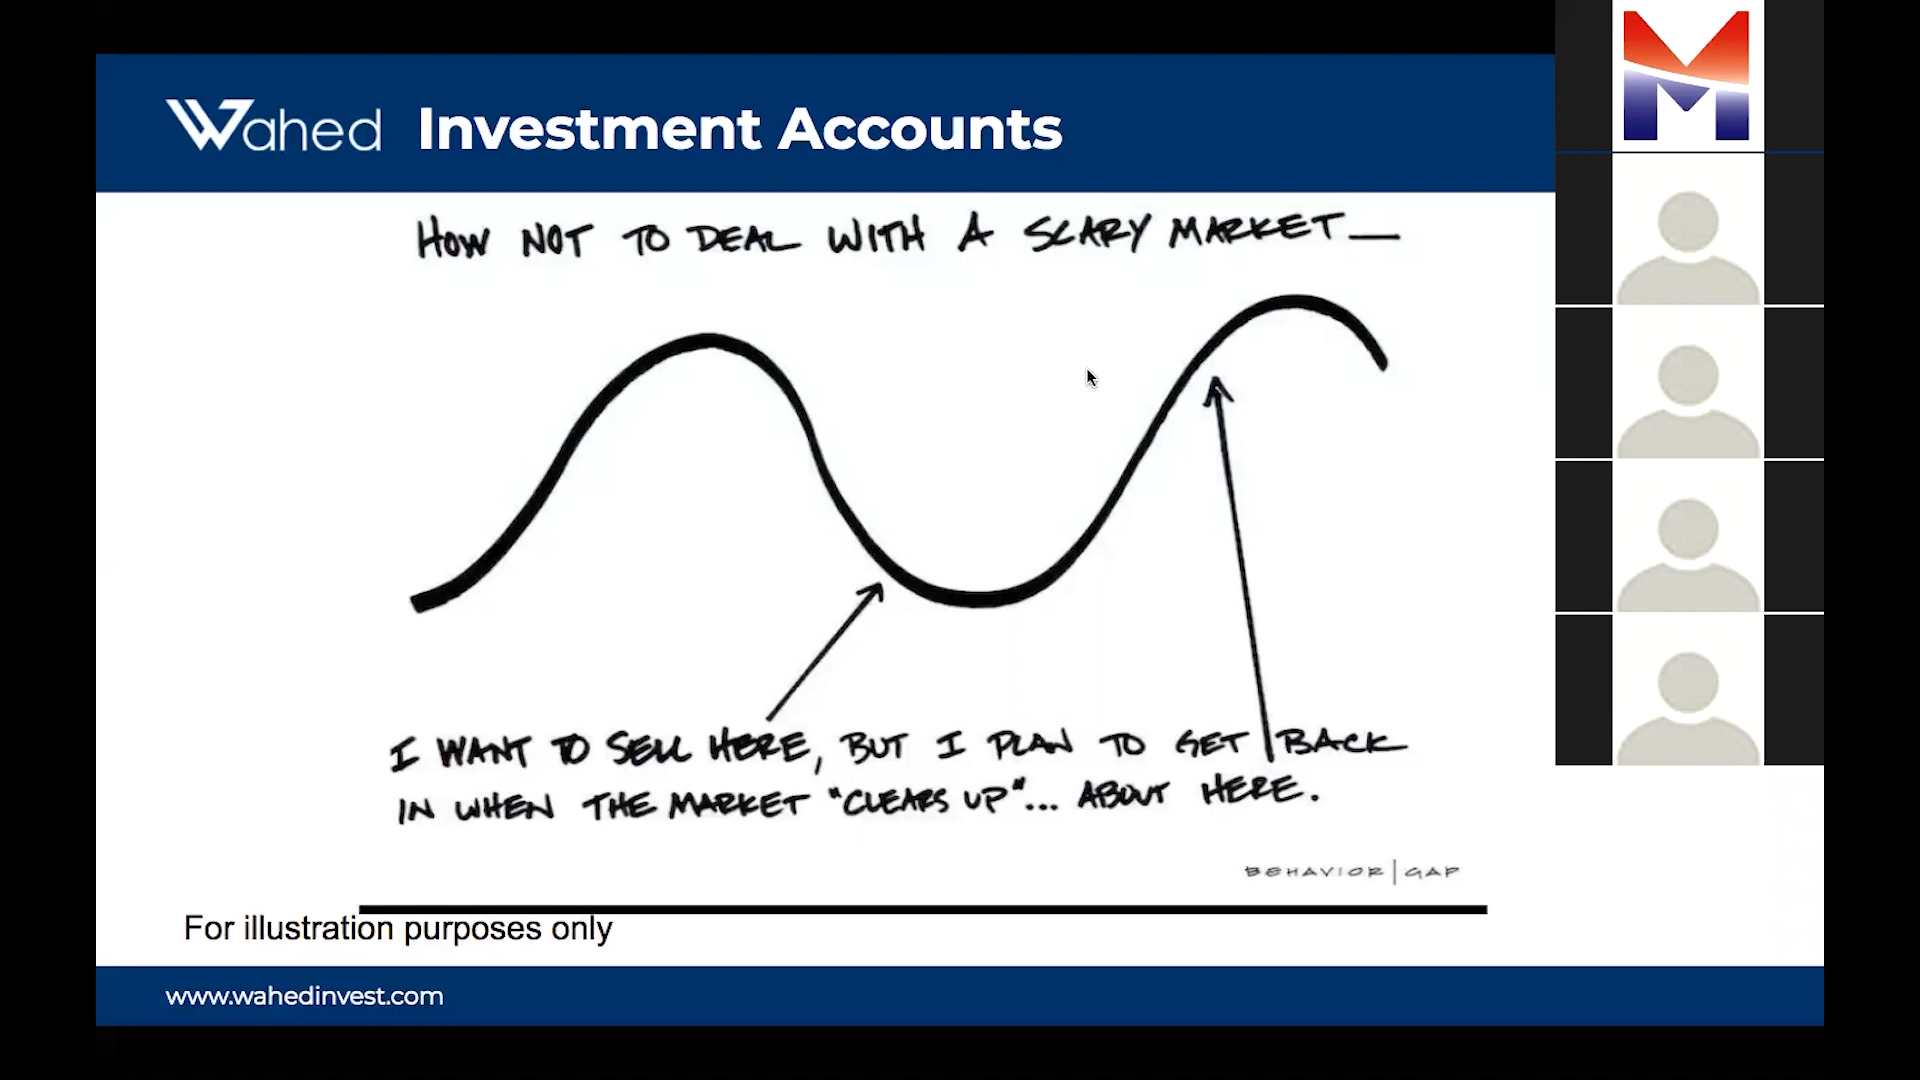 Wahed Investment Accounts
HOW NOT TO DEAL WITH A SCARY MARKET—
I WANT TO SELL HERE, BUT I PLAN TO GET BACK
IN WHEN THE MARKET "CLEARS UP"... ABOUT HERE.
BEHAVIOR|GAP
For illustration purposes only
www.wahedinvest.com
M